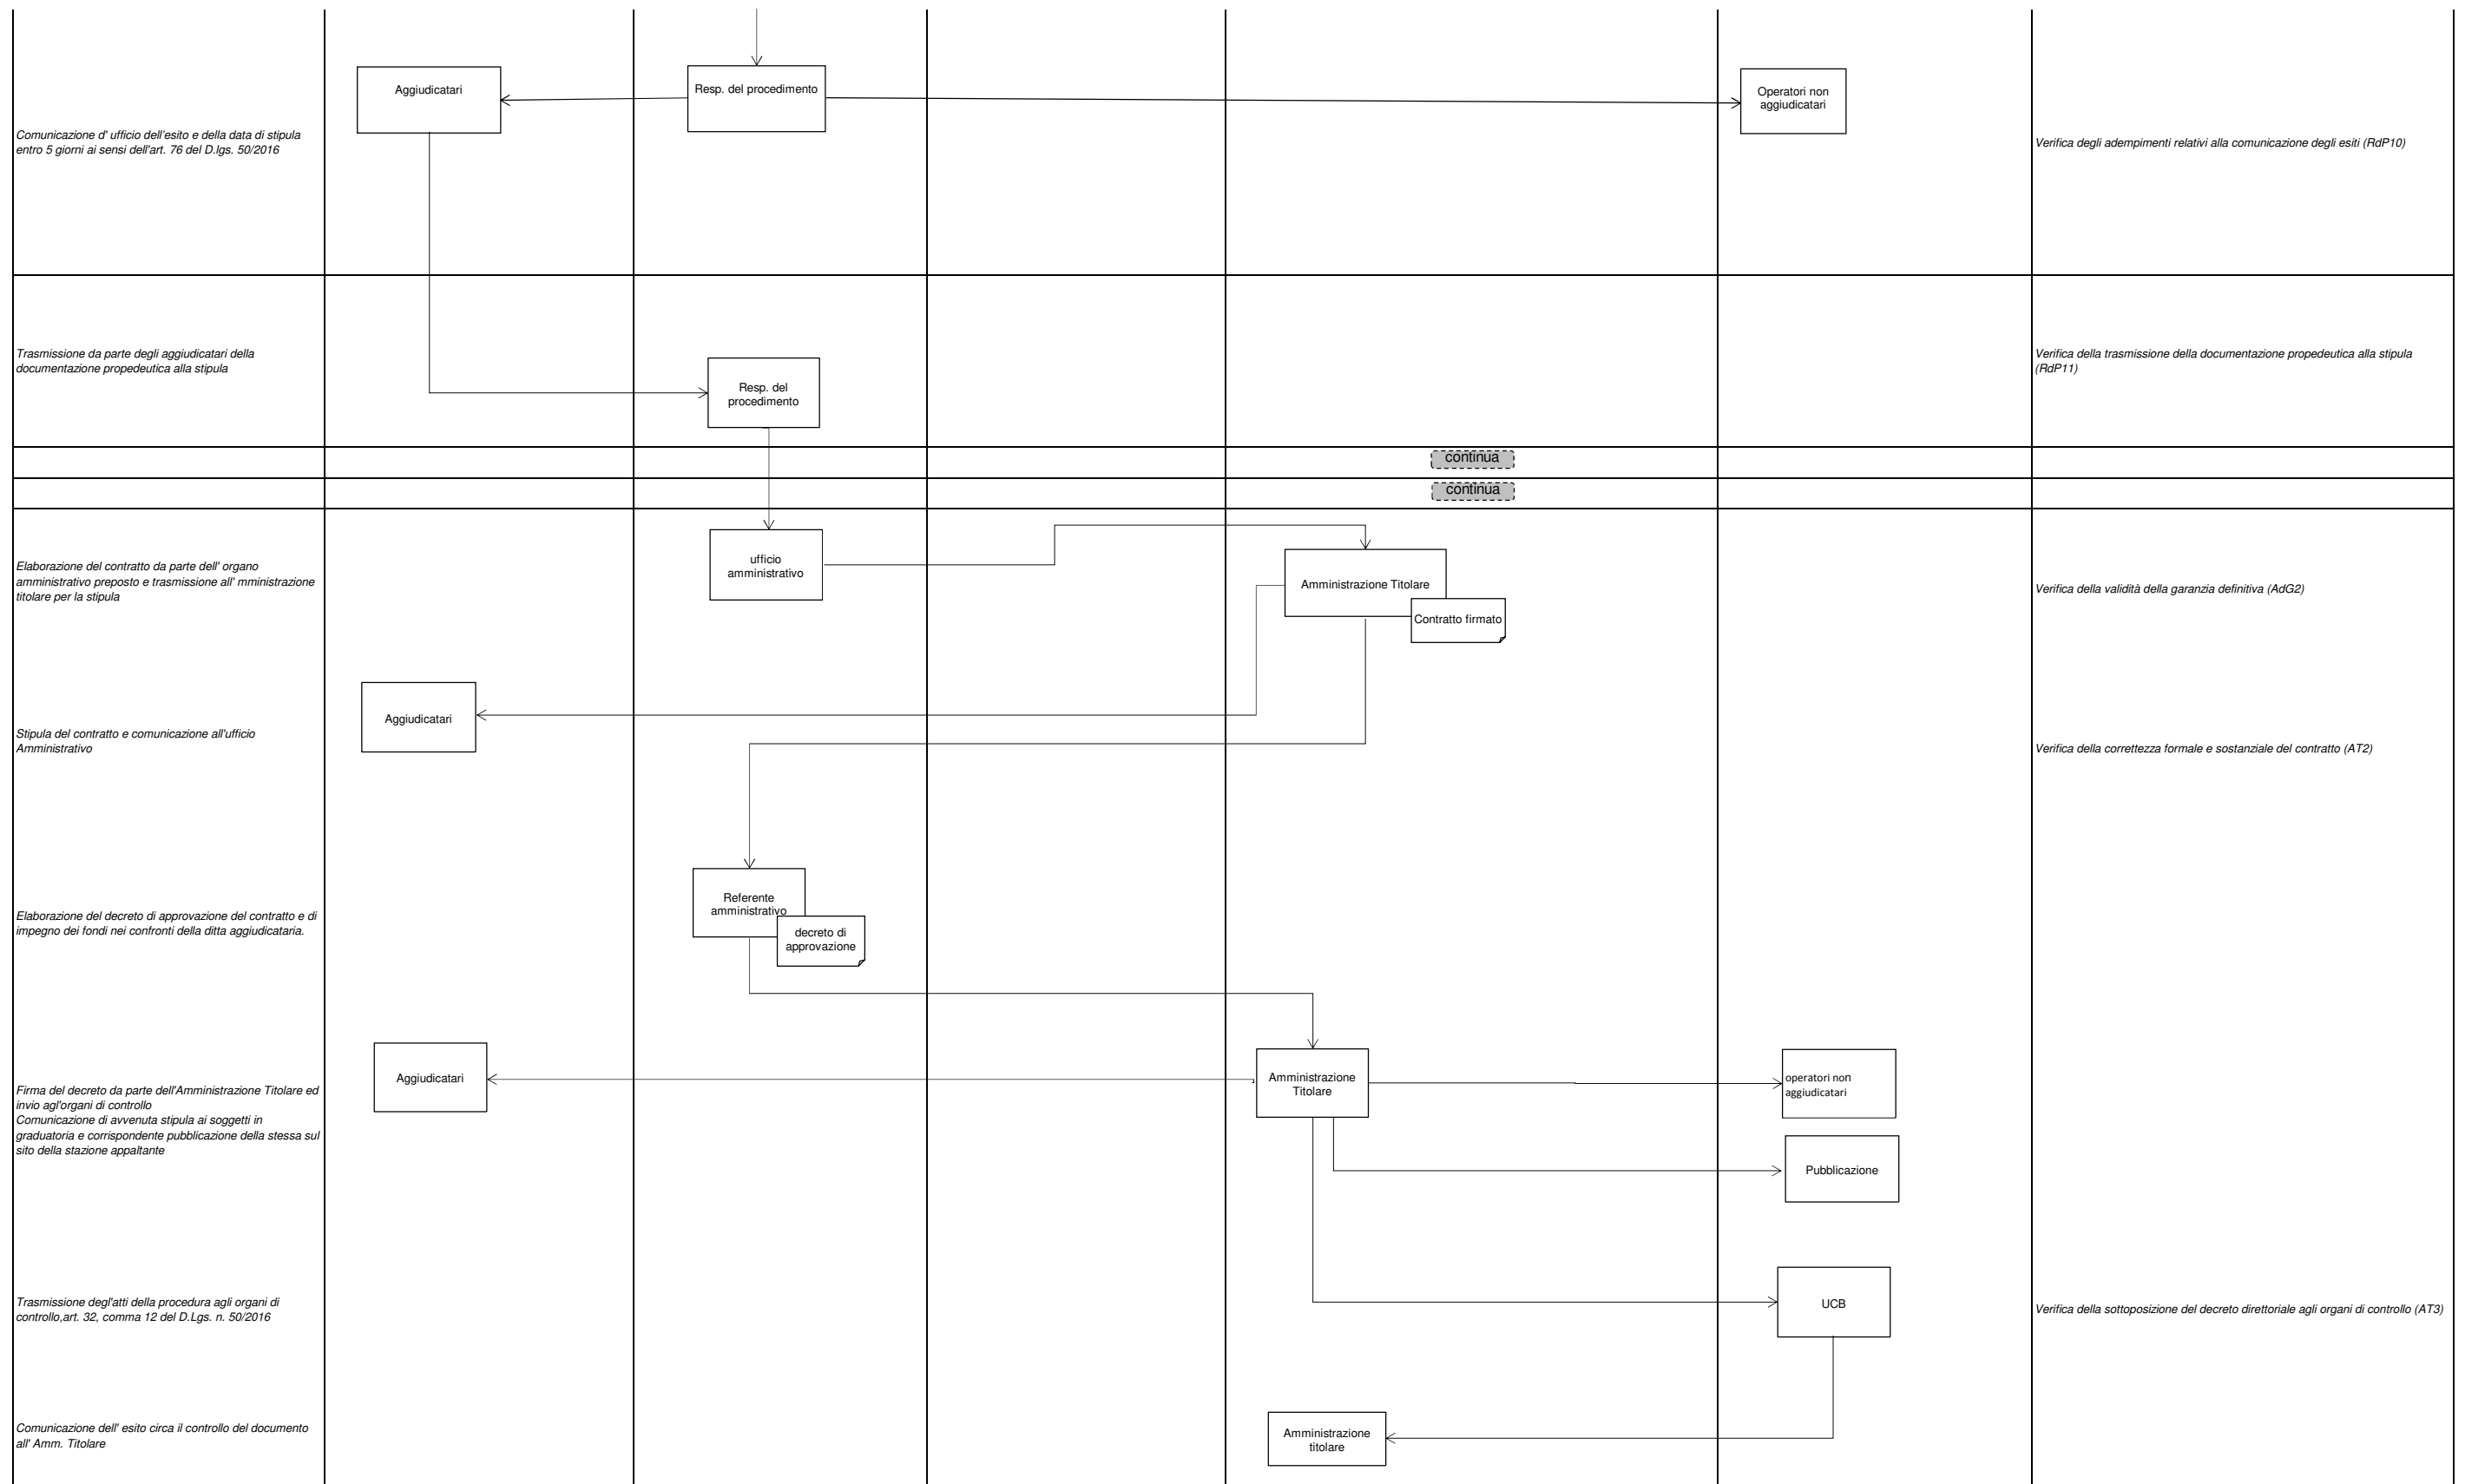 Aggiudicatari
Resp. del procedimento
Operatori non
aggiudicatari
Comunicazione d' ufficio dell'esito e della data di stipula
entro 5 giorni ai sensi dell'art. 76 del D.lgs. 50/2016
Verifica degli adempimenti relativi alla comunicazione degli esiti (RdP10)
Trasmissione da parte degli aggiudicatari della
documentazione propedeutica alla stipula
Resp. del
procedimento
Verifica della trasmissione della documentazione propedeutica alla stipula
(RdP11)
continua
continua
Elaborazione del contratto da parte dell' organo
amministrativo preposto e trasmissione all' mministrazione
titolare per la stipula
ufficio
amministrativo
Amministrazione Titolare
Contratto firmato
Verifica della validità della garanzia definitiva (AdG2)
Stipula del contratto e comunicazione all'ufficio
Amministrativo
Aggiudicatari
Verifica della correttezza formale e sostanziale del contratto (AT2)
Elaborazione del decreto di approvazione del contratto e di
impegno dei fondi nei confronti della ditta aggiudicataria.
Referente
amministrativo
decreto di
approvazione
Firma del decreto da parte dell'Amministrazione Titolare ed
invio agl'organi di controllo
Comunicazione di avvenuta stipula ai soggetti in
graduatoria e corrispondente pubblicazione della stessa sul
sito della stazione appaltante
Aggiudicatari
Amministrazione
Titolare
operatori non
aggiudicatari
Pubblicazione
Trasmissione degl'atti della procedura agli organi di
controllo,art. 32, comma 12 del D.Lgs. n. 50/2016
UCB
Verifica della sottoposizione del decreto direttoriale agli organi di controllo (AT3)
Comunicazione dell' esito circa il controllo del documento
all' Amm. Titolare
Amministrazione
titolare